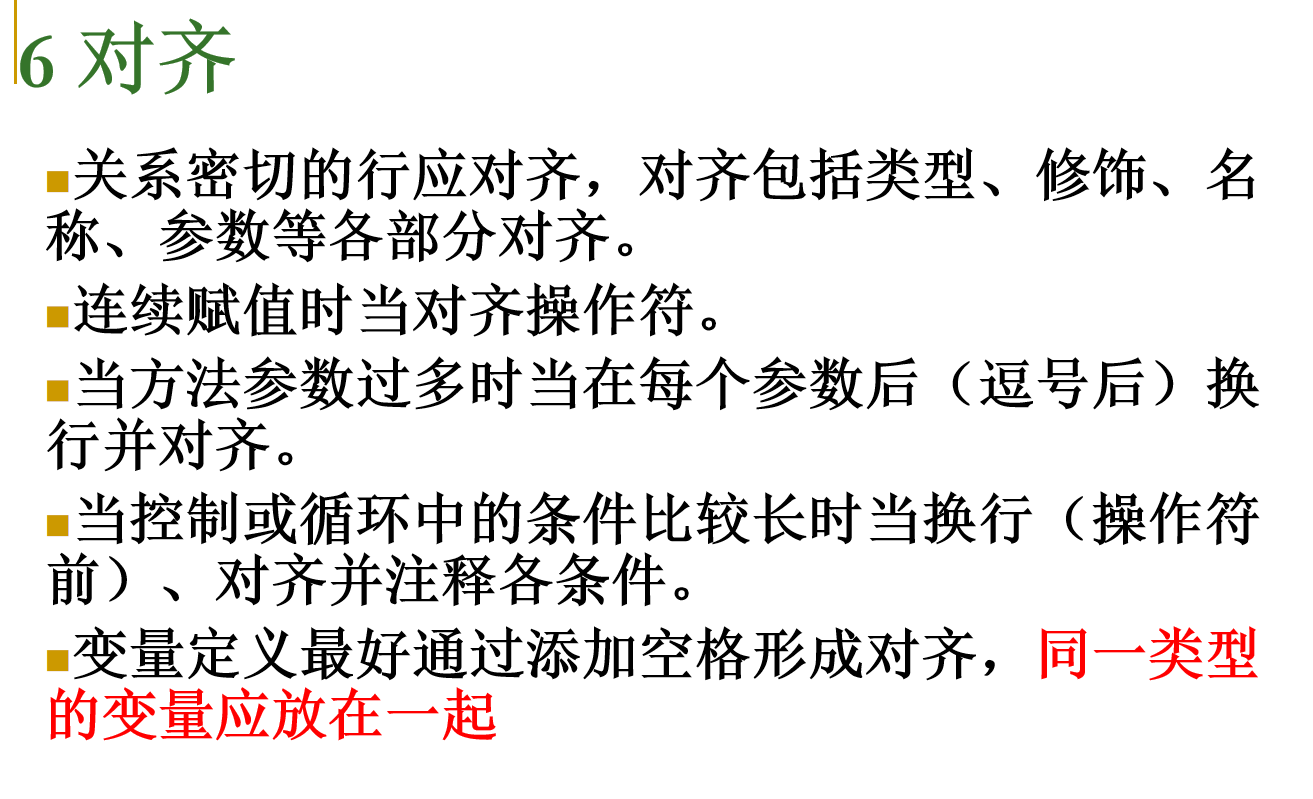 6 对齐
■关系密切的行应对齐，对齐包括类型、修饰、名
称、参数等各部分对齐。
■连续赋值时当对齐操作符。
■当方法参数过多时当在每个参数后（逗号后）换
行并对齐。
■当控制或循环中的条件比较长时当换行（操作符
前）、对齐并注释各条件。
■变量定义最好通过添加空格形成对齐，同一类型
的变量应放在一起